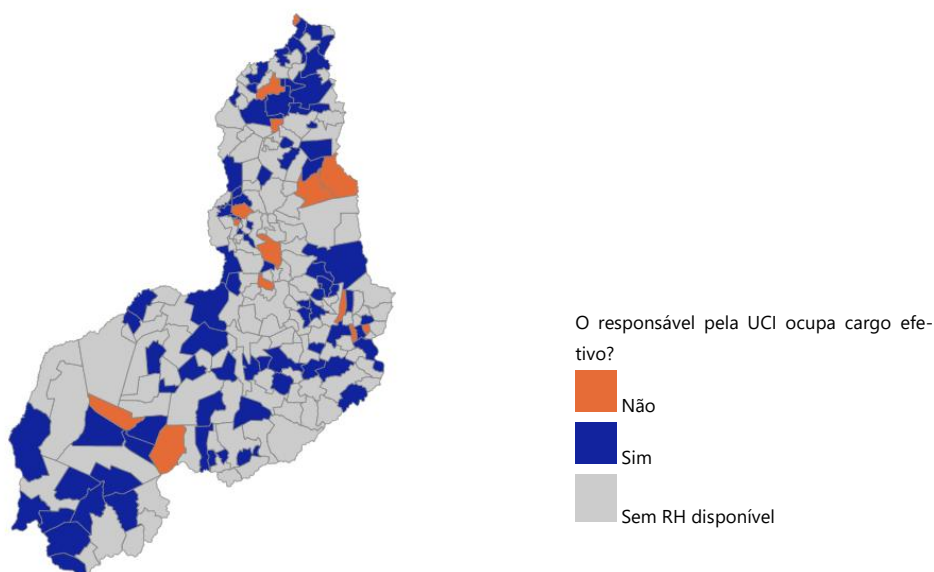 O responsável pela UCI ocupa cargo efe-
tivo?
Não
Sim
Sem RH disponível